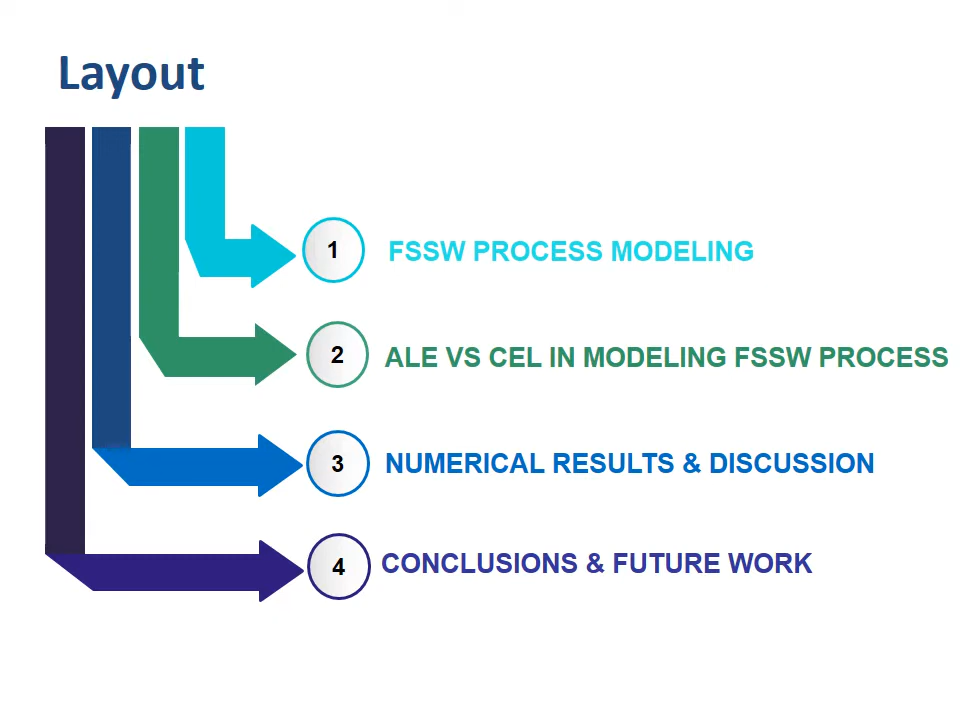 Layout
1
FSSW PROCESS MODELING
2
ALE VS CEL IN MODELING FSSW PROCESS
3
NUMERICAL RESULTS & DISCUSSION
4
CONCLUSIONS & FUTURE WORK